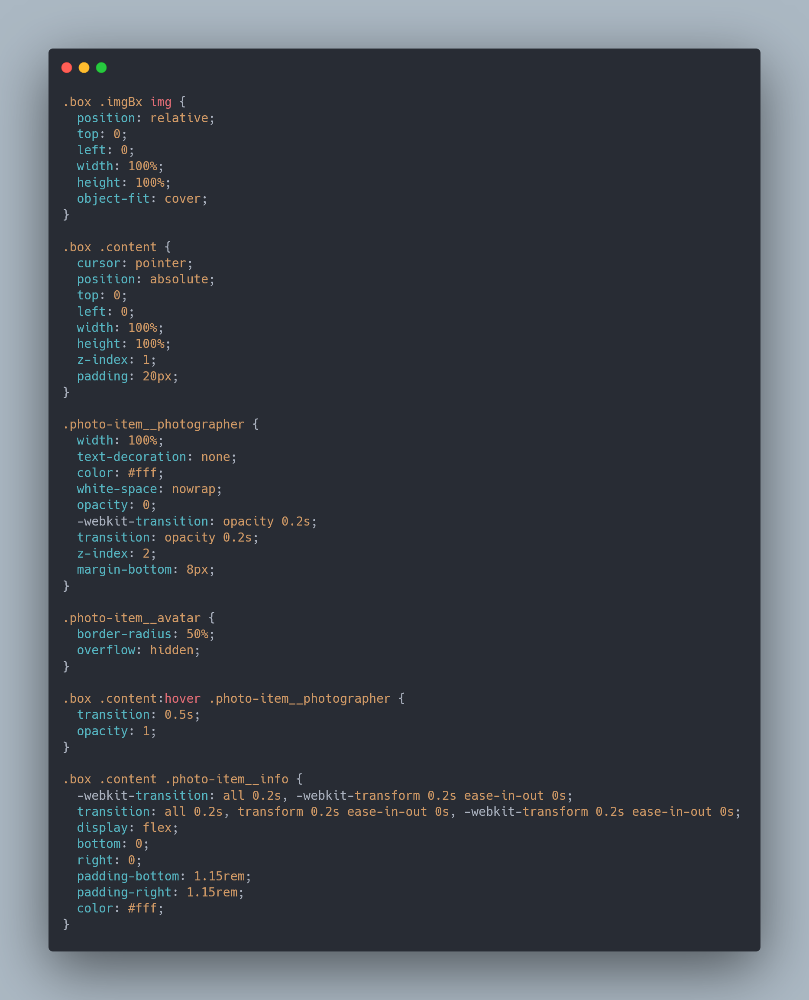 .box .imgBx img {
  position: relative;
  top: 0;
  left: 0;
  width: 100%;
  height: 100%;
  object-fit: cover;
}

.box .content {
  cursor: pointer;
  position: absolute;
  top: 0;
  left: 0;
  width: 100%;
  height: 100%;
  z-index: 1;
  padding: 20px;
}

.photo-item__photographer {
  width: 100%;
  text-decoration: none;
  color: #fff;
  white-space: nowrap;
  opacity: 0;
  -webkit-transition: opacity 0.2s;
  transition: opacity 0.2s;
  z-index: 2;
  margin-bottom: 8px;
}

.photo-item__avatar {
  border-radius: 50%;
  overflow: hidden;
}

.box .content:hover .photo-item__photographer {
  transition: 0.5s;
  opacity: 1;
}

.box .content .photo-item__info {
  -webkit-transition: all 0.2s, -webkit-transform 0.2s ease-in-out 0s;
  transition: all 0.2s, transform 0.2s ease-in-out 0s, -webkit-transform 0.2s ease-in-out 0s;
  display: flex;
  bottom: 0;
  right: 0;
  padding-bottom: 1.15rem;
  padding-right: 1.15rem;
  color: #fff;
}